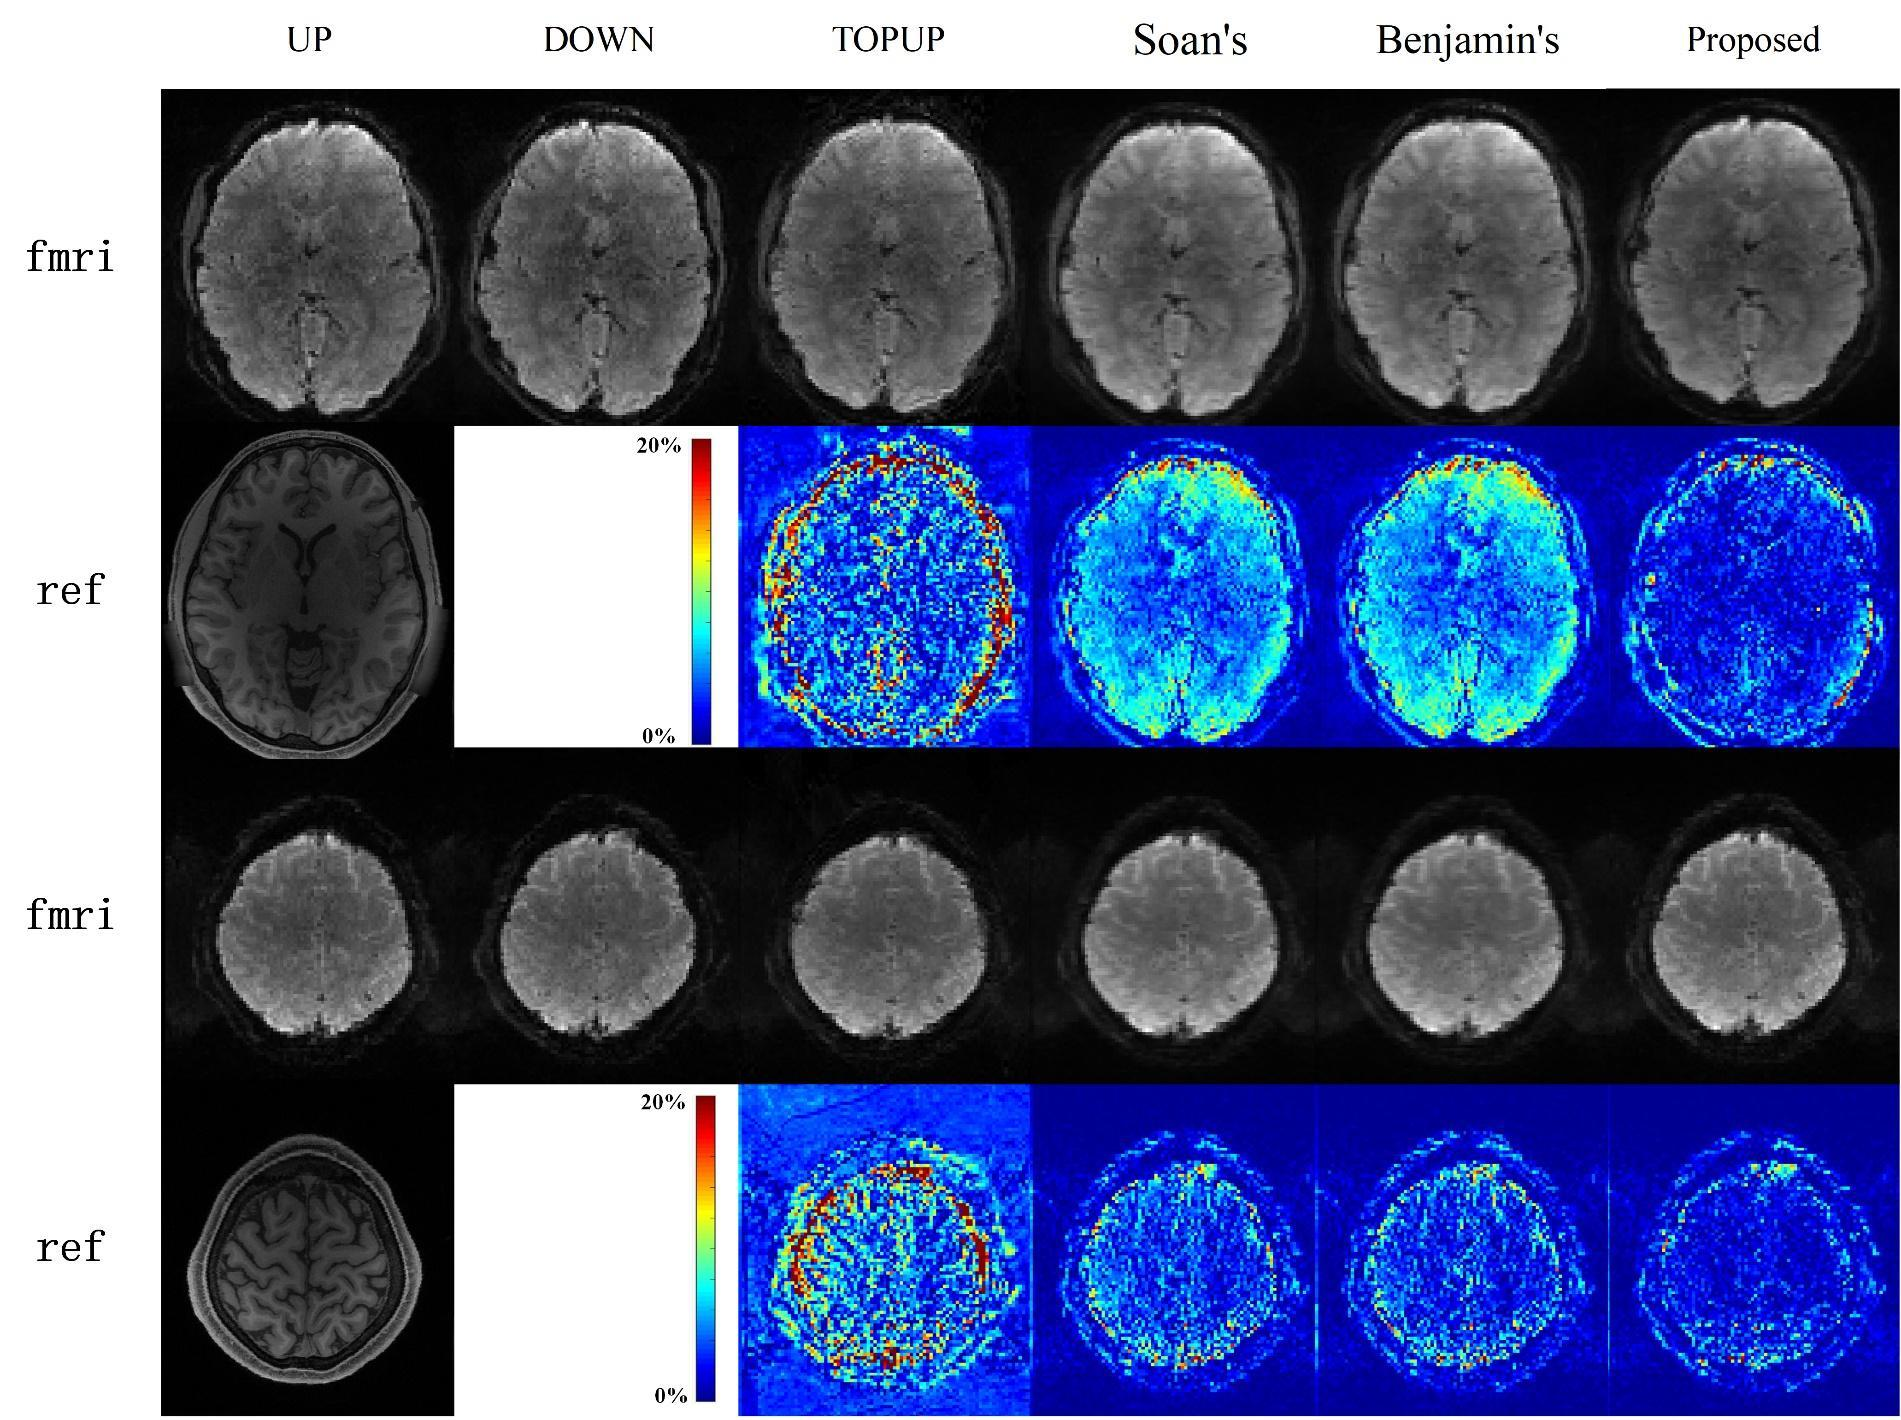 UP DOWN TOPUP Soan's Benjamin's Proposed
fmri
20%
ref
0%
fmri
20%
ref
0%